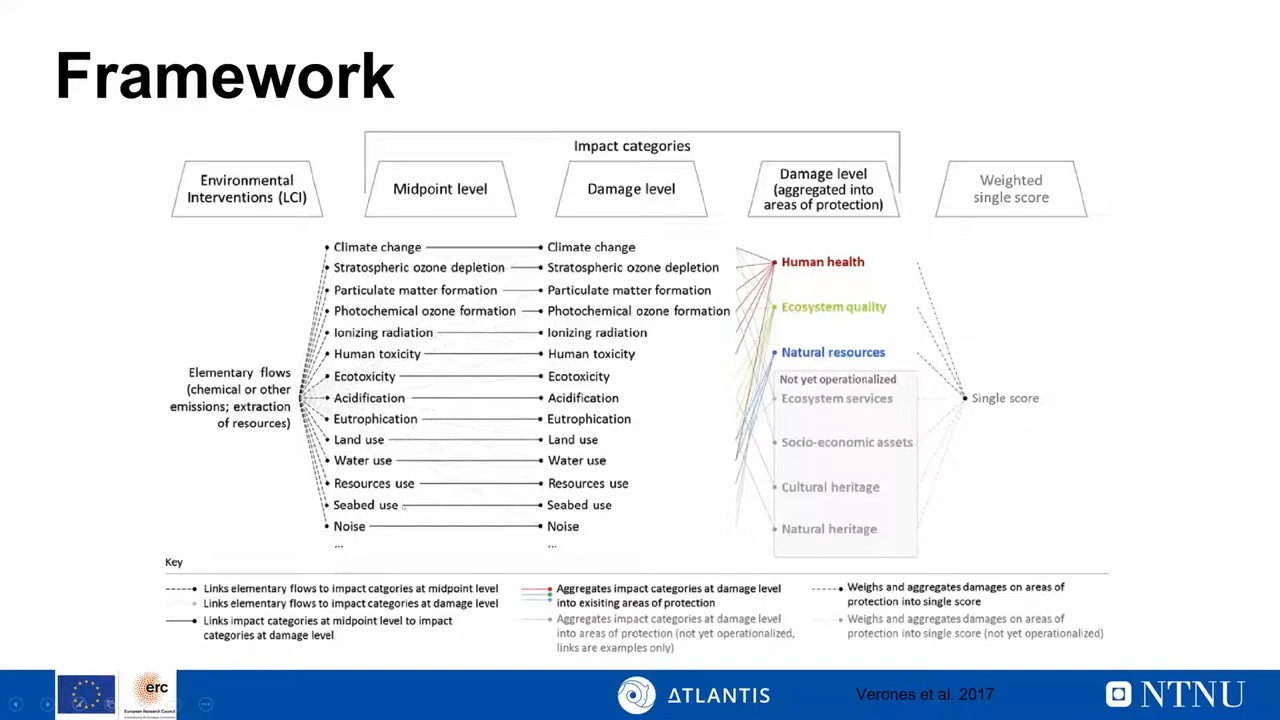 Framework
Impact categories
Environmental
Interventions (LCI)
Midpoint level
Damage level
Damage level
(aggregated into
areas of protection)
Weighted
single score
Climate change
Stratospheric ozone depletion
Particulate matter formation
Photochemical ozone formation
Ionizing radiation
Human toxicity
Ecotoxicity
Acidification
Eutrophication
Land use
Water use
Resources use
Seabed use
Noise
...
Elementary flows
(chemical or other
emissions; extraction
of resources)
Climate change
Stratospheric ozone depletion
Particulate matter formation
Photochemical ozone formation
Ionizing radiation
Human toxicity
Ecotoxicity
Acidification
Eutrophication
Land use
Water use
Resources use
Seabed use
Noise
...
Human health
Ecosystem quality
Natural resources
Not yet operationalized
Ecosystem services
Socio-economic assets
Cultural heritage
Natural heritage
Single score
Key
Links elementary flows to impact catgories at midpoint level
Links elementary flows to impact categories at damage level
Links impact categories at midpoint level to impact
categories at damage level
Aggregates impact categories at damage level
into exisiting areas of protection
Aggregates impact categories at damage level
into areas of protection (not yet operationalized,
links are examples only)
Weighs and aggregates damages on areas of
protection into single score
Weighs and aggregates damages on areas of
protection into single score (not yet operationalized)
erc
European Research Council
ATLANTIS
Verones et al. 2017
NTNU